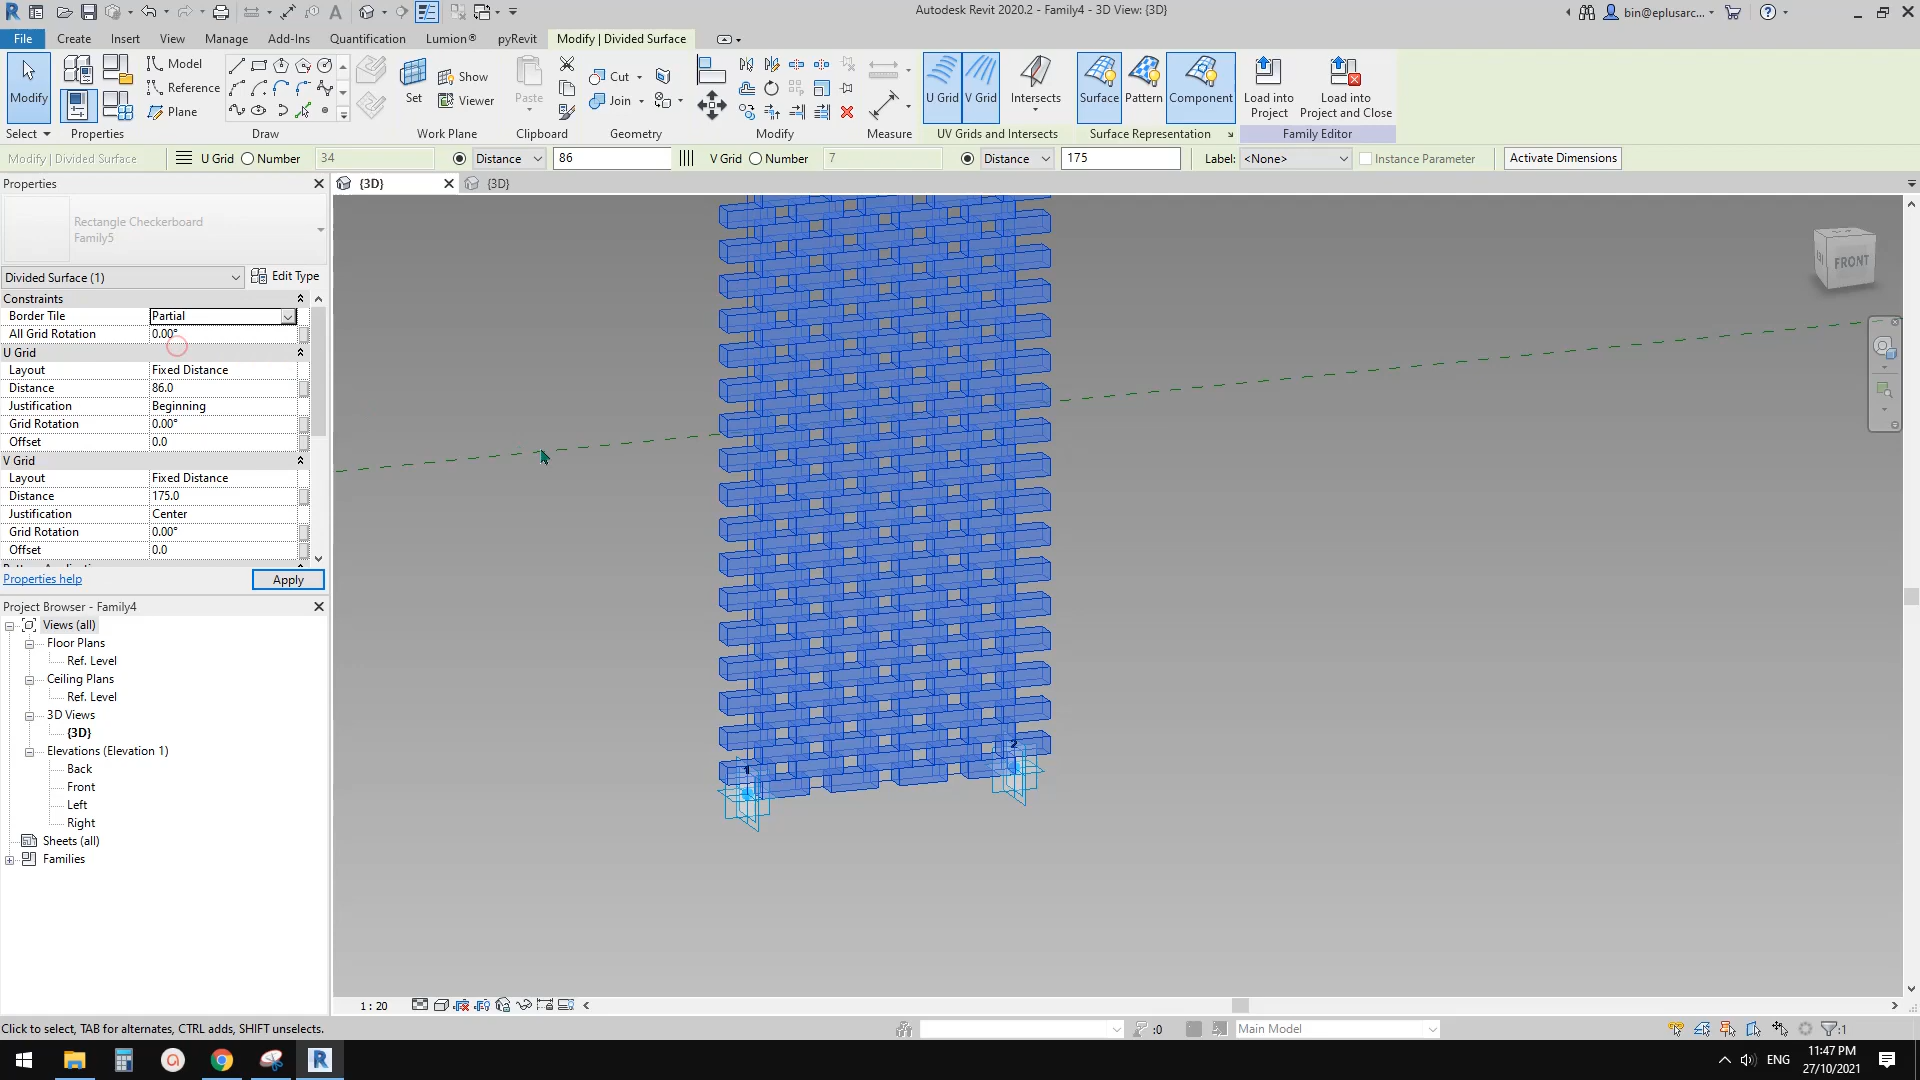 Autodesk Revit 2020.2 - Family4 - 3D View: {3D}
bin@eplusarc...
File Create Insert View Manage Add-Ins Quantification Lumion® pyRevit Modify | Divided Surface
Modify
Select
Properties
Model
Reference
Plane
Draw
Set
Show
Viewer
Work Plane
Paste
Clipboard
Cut
Join
Geometry
Modify
Measure
U Grid V Grid Intersects
UV Grids and Intersects
Surface Pattern Component
Surface Representation
Load into
Project
Load into
Project and Close
Family Editor
Modify | Divided Surface U Grid Number 34 Distance 86 V Grid Number 7 Distance 175 Label: <None> Instance Parameter Activate Dimensions
Properties
{3D} {3D}
Rectangle Checkerboard
Family5
Divided Surface (1) Edit Type
Constraints
Border Tile Partial
All Grid Rotation 0.00°
U Grid
Layout Fixed Distance
Distance 86.0
Justification Beginning
Grid Rotation 0.00°
Offset 0.0
V Grid
Layout Fixed Distance
Distance 175.0
Justification Center
Grid Rotation 0.00°
Offset 0.0
Properties help Apply
FRONT
1
2
Project Browser - Family4
Views (all)
Floor Plans
Ref. Level
Ceiling Plans
Ref. Level
3D Views
{3D}
Elevations (Elevation 1)
Back
Front
Left
Right
Sheets (all)
Families
1 : 20
Click to select, TAB for alternates, CTRL adds, SHIFT unselects.
:0
Main Model
:1
ENG
11:47 PM
27/10/2021